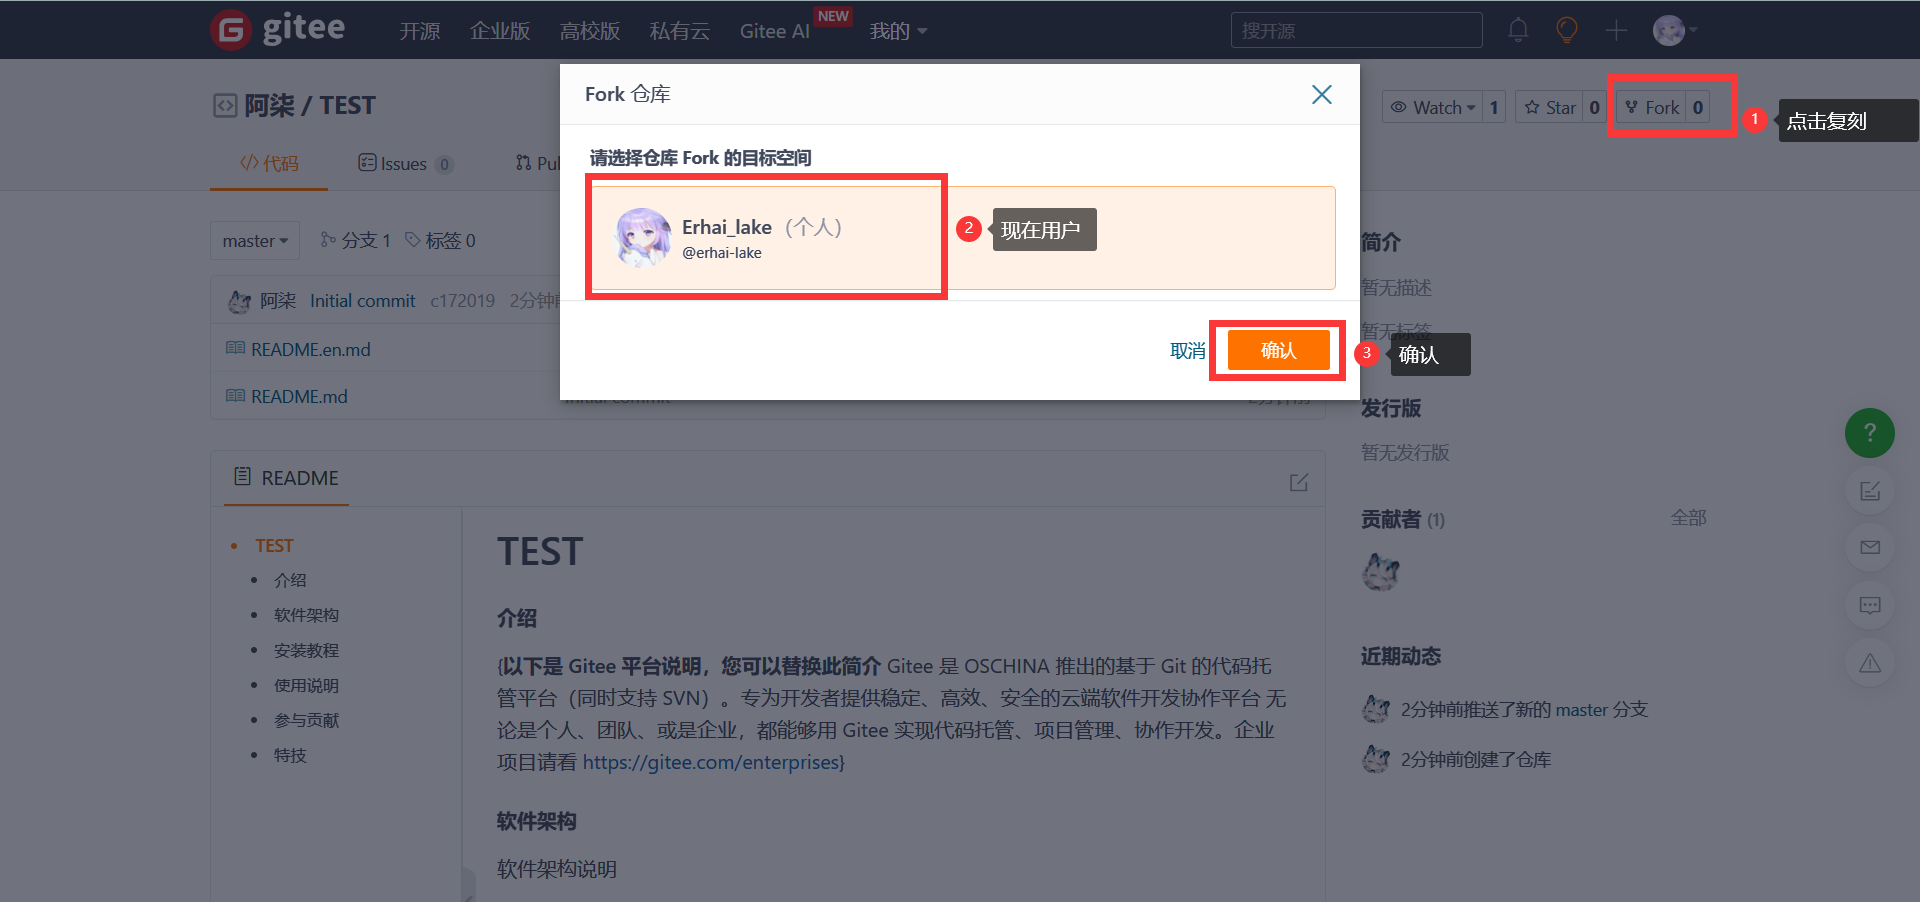 gitee
开源 企业版 高校版 私有云 Gitee AI NEW 我的
搜开源
阿柒 / TEST
Watch 1
Star 0
Fork 0
1 点击复刻
代码
Issues 0
Fork 仓库
请选择仓库 Fork 的目标空间
Erhai_lake （个人）
@erhai-lake
2 现在用户
取消
确认
3 确认
master
分支 1
标签 0
阿柒 Initial commit c172019
README.en.md
README.md
简介
暂无描述
暂无标签
发行版
暂无发行版
贡献者 (1)
全部
近期动态
2分钟前推送了新的 master 分支
2分钟前创建了仓库
?
README
TEST
介绍
软件架构
安装教程
使用说明
参与贡献
特技
TEST
介绍
{以下是 Gitee 平台说明，您可以替换此简介 Gitee 是 OSCHINA 推出的基于 Git 的代码托
管平台（同时支持 SVN）。专为开发者提供稳定、高效、安全的云端软件开发协作平台 无
论是个人、团队、或是企业，都能够用 Gitee 实现代码托管、项目管理、协作开发。企业
项目请看 https://gitee.com/enterprises}
软件架构
软件架构说明